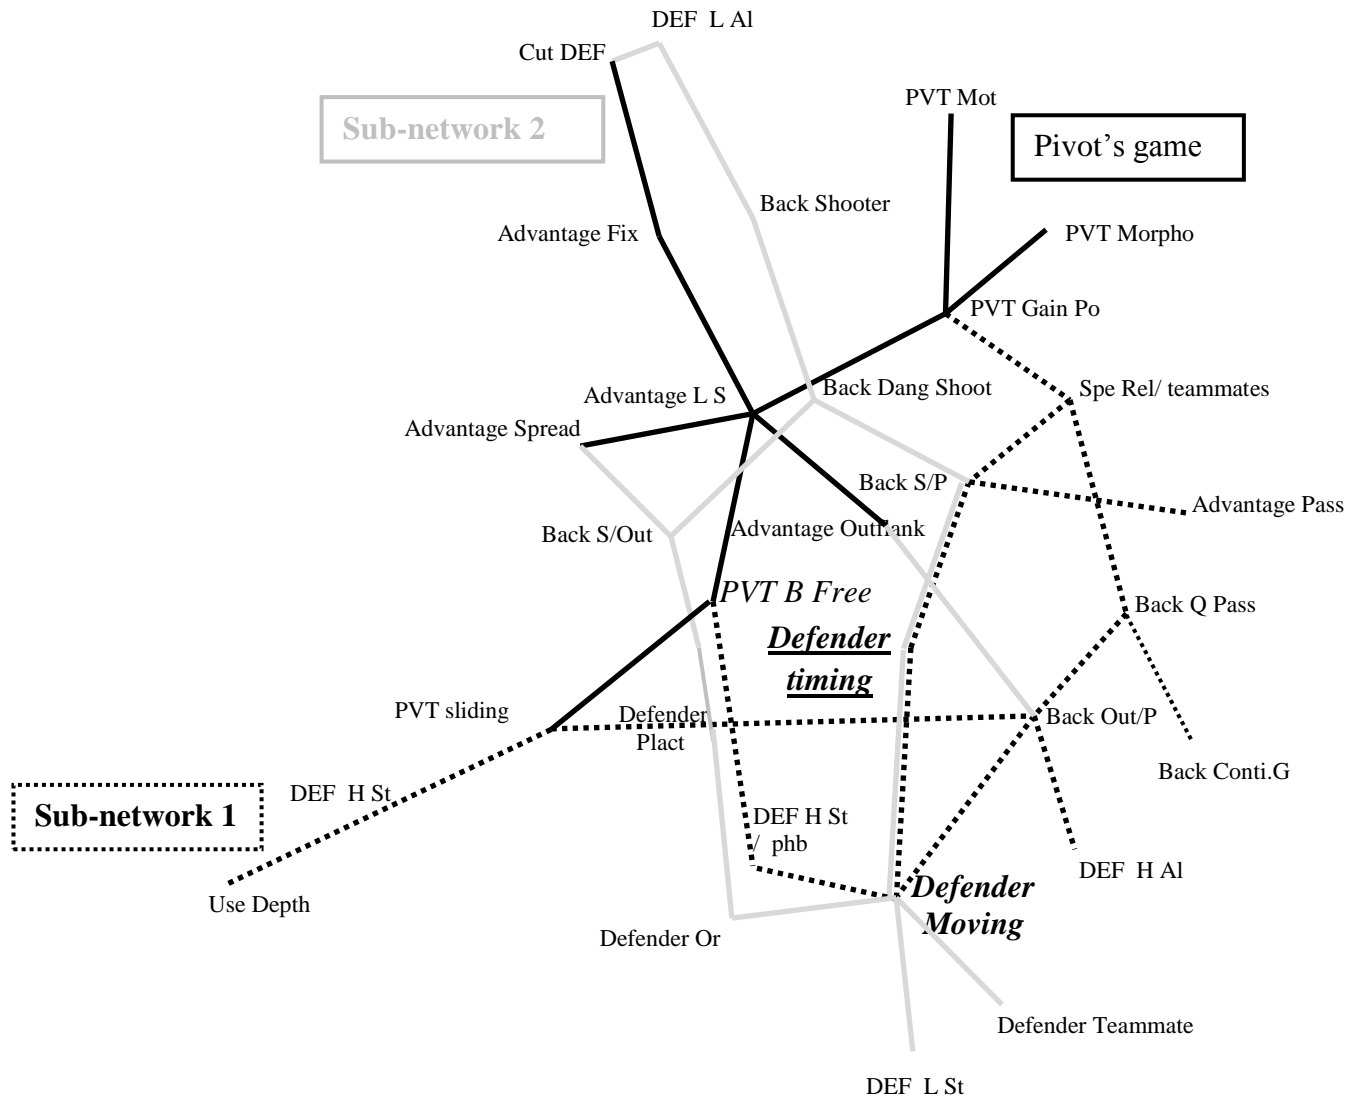 DEF L Al
Cut DEF
PVT Mot
Sub-network 2
Pivot's game
Back Shooter
Advantage Fix
PVT Morpho
PVT Gain Po
Advantage L S
Back Dang Shoot
Spe Rel/ teammates
Advantage Spread
Back S/P
Advantage Pass
Back S/Out
Advantage Outflank
PVT B Free
Back Q Pass
Defender
timing
PVT sliding
Defender
Plact
Back Out/P
Back Conti.G
DEF H St
Sub-network 1
DEF H St
/ phb
DEF H Al
Use Depth
Defender
Moving
Defender Or
Defender Teammate
DEF L St